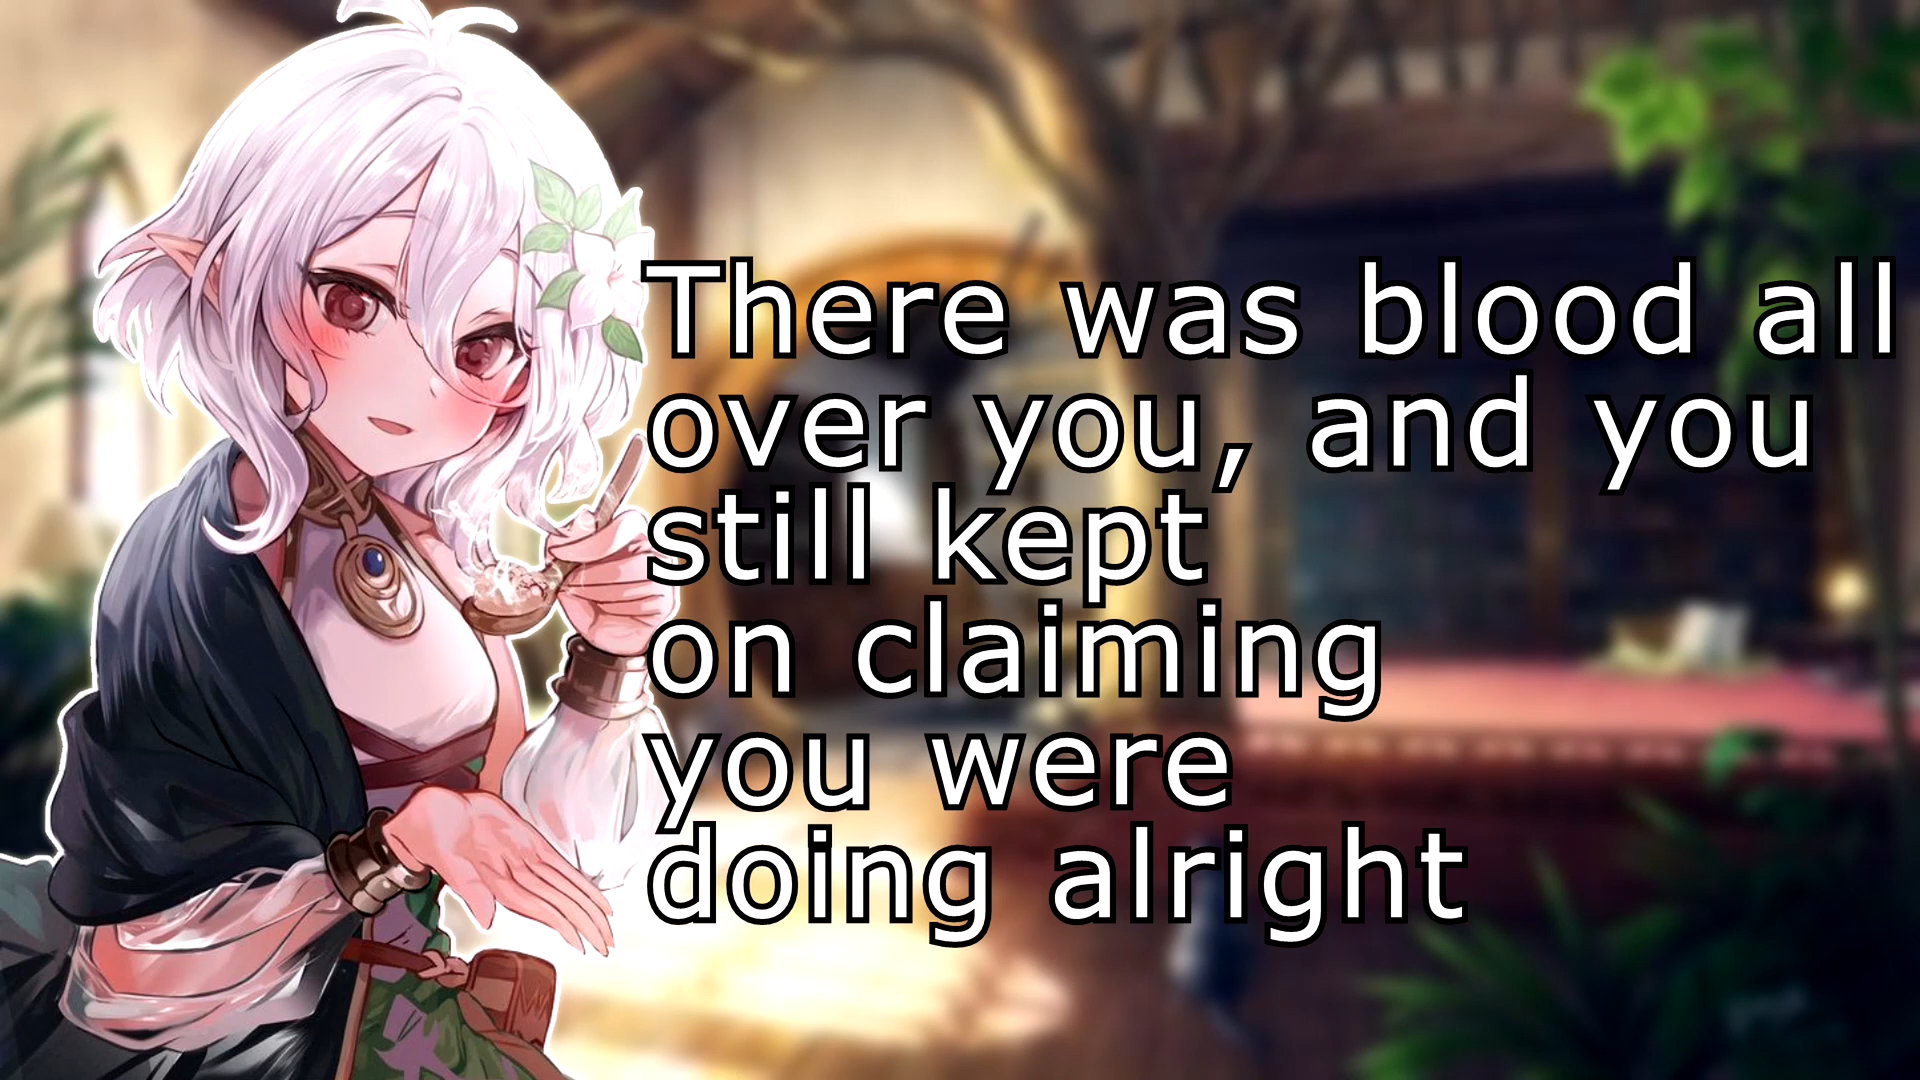 There was blood all
over you, and you
still kept
on claiming
you were
doing alright